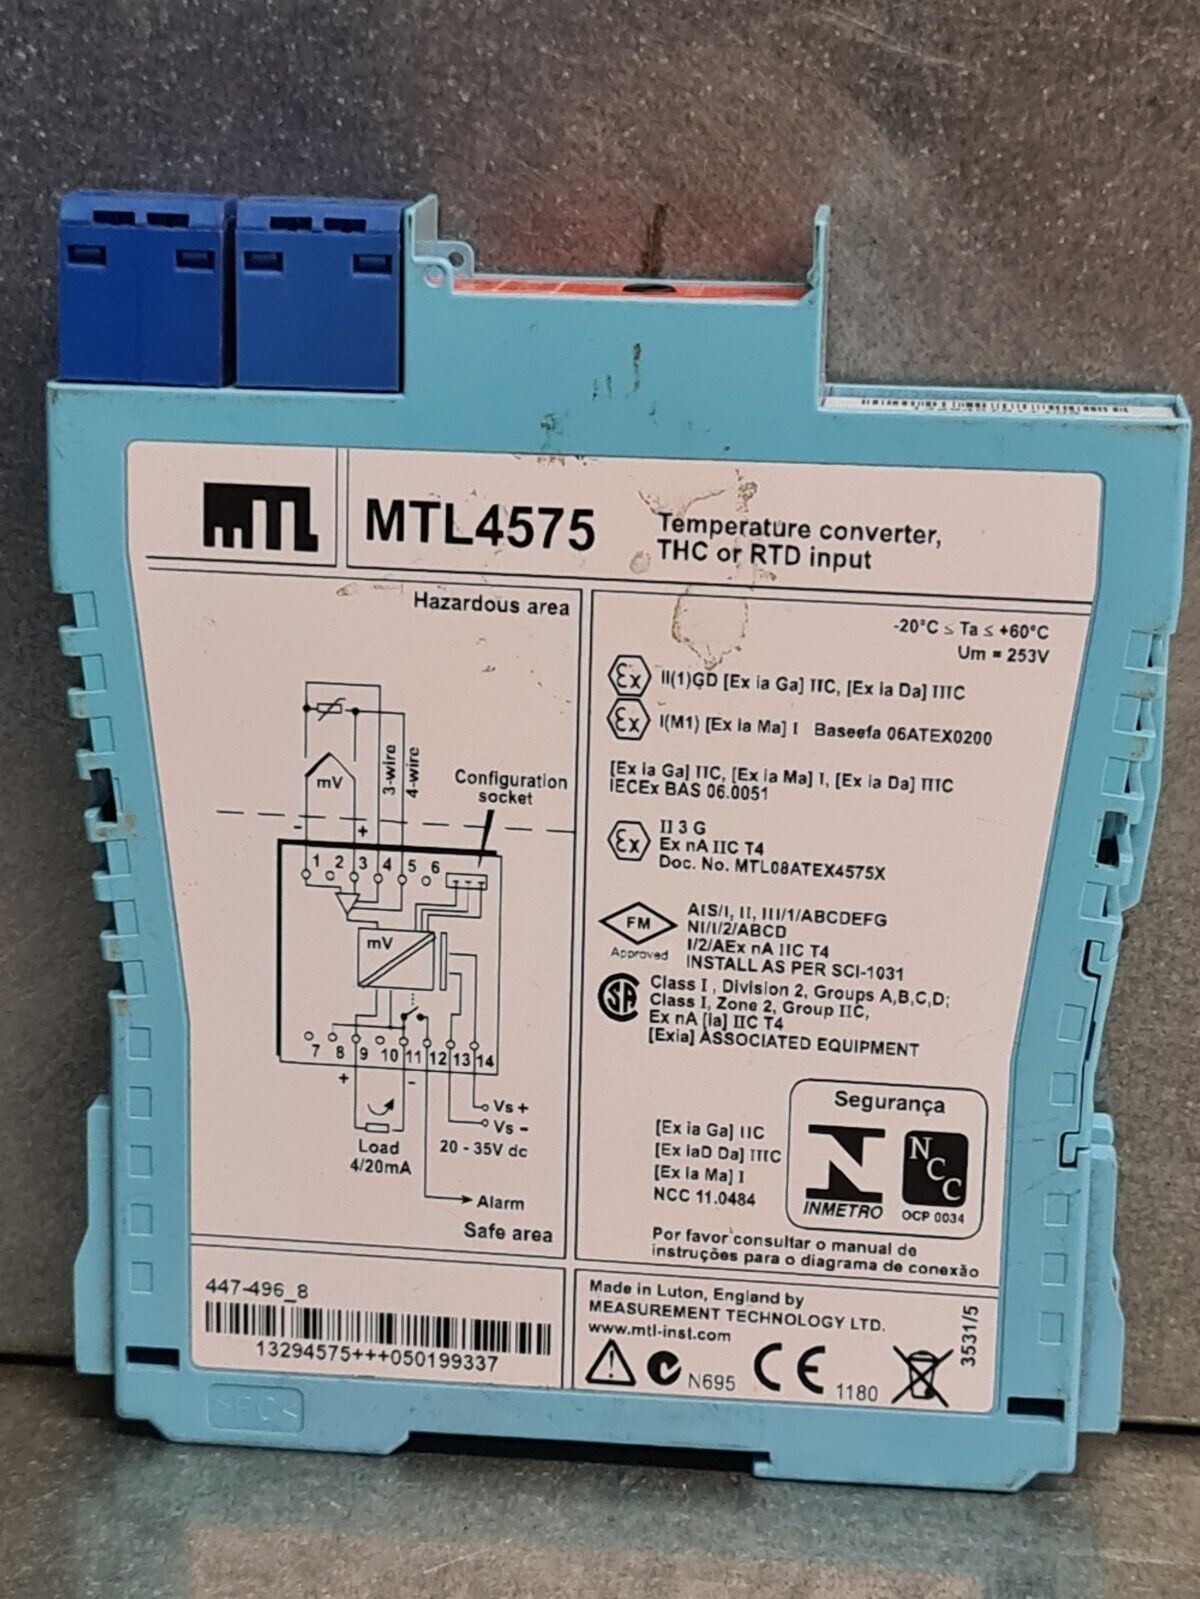 MTL
MTL4575
Temperature converter,
THC or RTD input
Hazardous area
3-wire
4-wire
mV
Configuration
socket
- +
1 2 3 4 5 6
mV
7 8 9 10 11 12 13 14
+ -
Vs +
Vs -
Load
4/20mA
20 - 35V dc
Alarm
Safe area
-20°C ≤ Ta ≤ +60°C
Um = 253V
Ex II(1)GD [Ex ia Ga] IIC, [Ex ia Da] IIIC
Ex I(M1) [Ex ia Ma] I Baseefa 06ATEX0200
[Ex ia Ga] IIC, [Ex ia Ma] I, [Ex ia Da] IIIC
IECEx BAS 06.0051
Ex II 3 G
Ex nA IIC T4
Doc. No. MTL08ATEX4575X
FM
Approved
AIS/I, II, III/1/ABCDEFG
NI/I/2/ABCD
I/2/AEx nA IIC T4
INSTALL AS PER SCI-1031
SA
Class I , Division 2, Groups A,B,C,D;
Class I, Zone 2, Group IIC,
Ex nA [ia] IIC T4
[Exia] ASSOCIATED EQUIPMENT
[Ex ia Ga] IIC
[Ex iaD Da] IIIC
[Ex ia Ma] I
NCC 11.0484
Segurança
INMETRO
NCC
OCP 0034
Por favor consultar o manual de
instruções para o diagrama de conexão
447-496_8
13294575+++050199337
Made in Luton, England by
MEASUREMENT TECHNOLOGY LTD.
www.mtl-inst.com
N695
CE 1180
3531/5